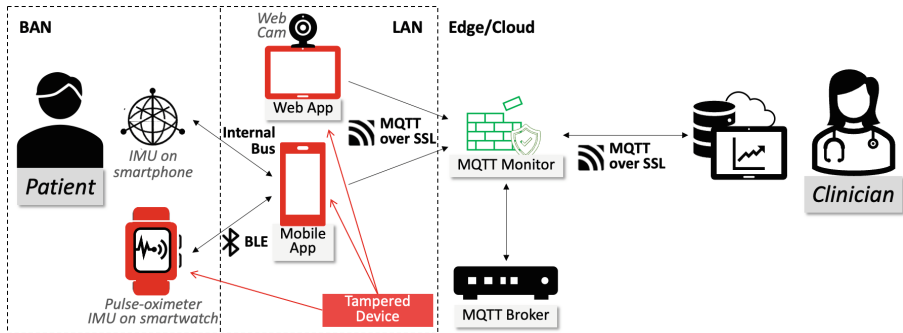 BAN
LAN
Edge/Cloud
Web
Cam
Web App
MQTT
over SSL
Internal
Bus
IMU on
smartphone
Patient
Mobile
App
BLE
Pulse-oximeter
IMU on smartwatch
Tampered
Device
MQTT Monitor
MQTT
over SSL
MQTT Broker
Clinician